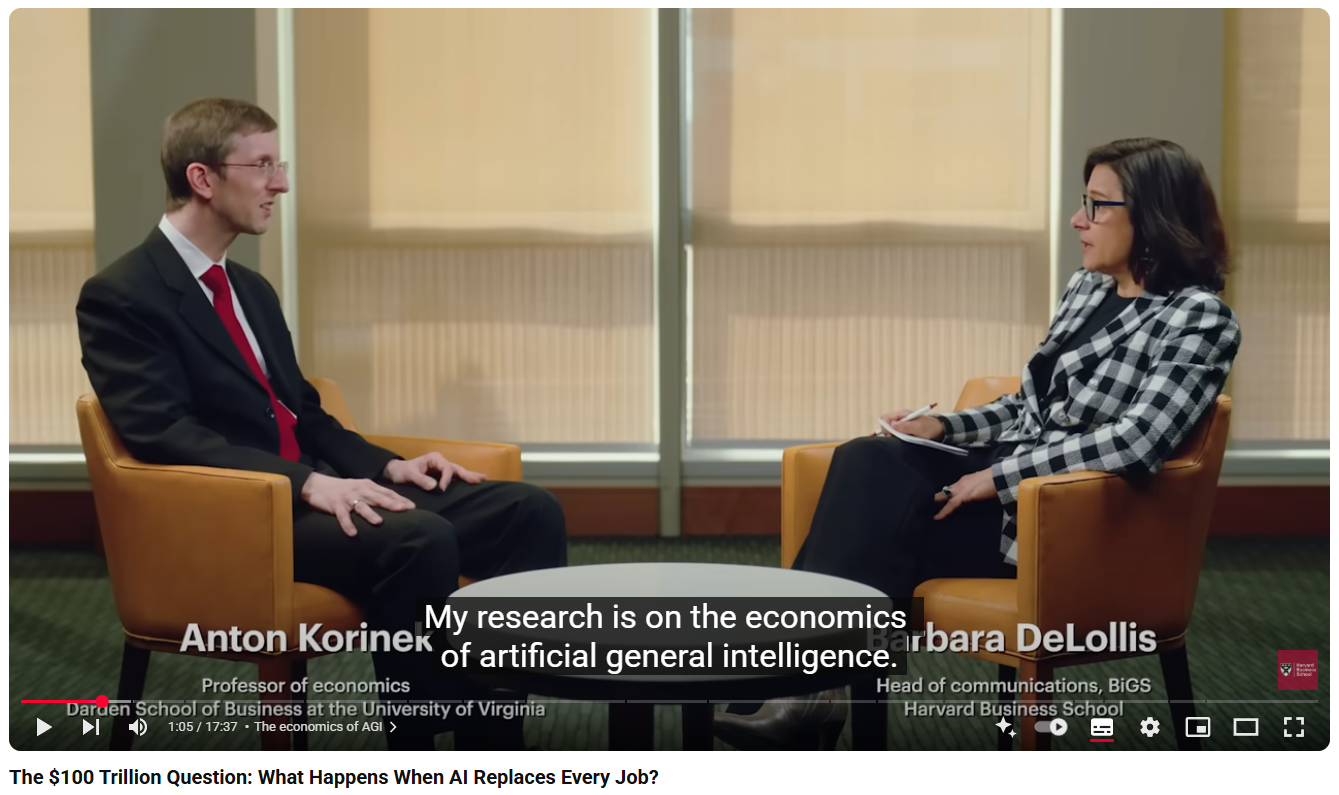 My research is on the economics
of artificial general intelligence.
Anton Korinek
Professor of economics
Darden School of Business at the University of Virginia
Barbara DeLollis
Head of communications, BiGS
Harvard Business School
Harvard
Business
School
1:05 / 17:37 • The economics of AGI
The $100 Trillion Question: What Happens When AI Replaces Every Job?